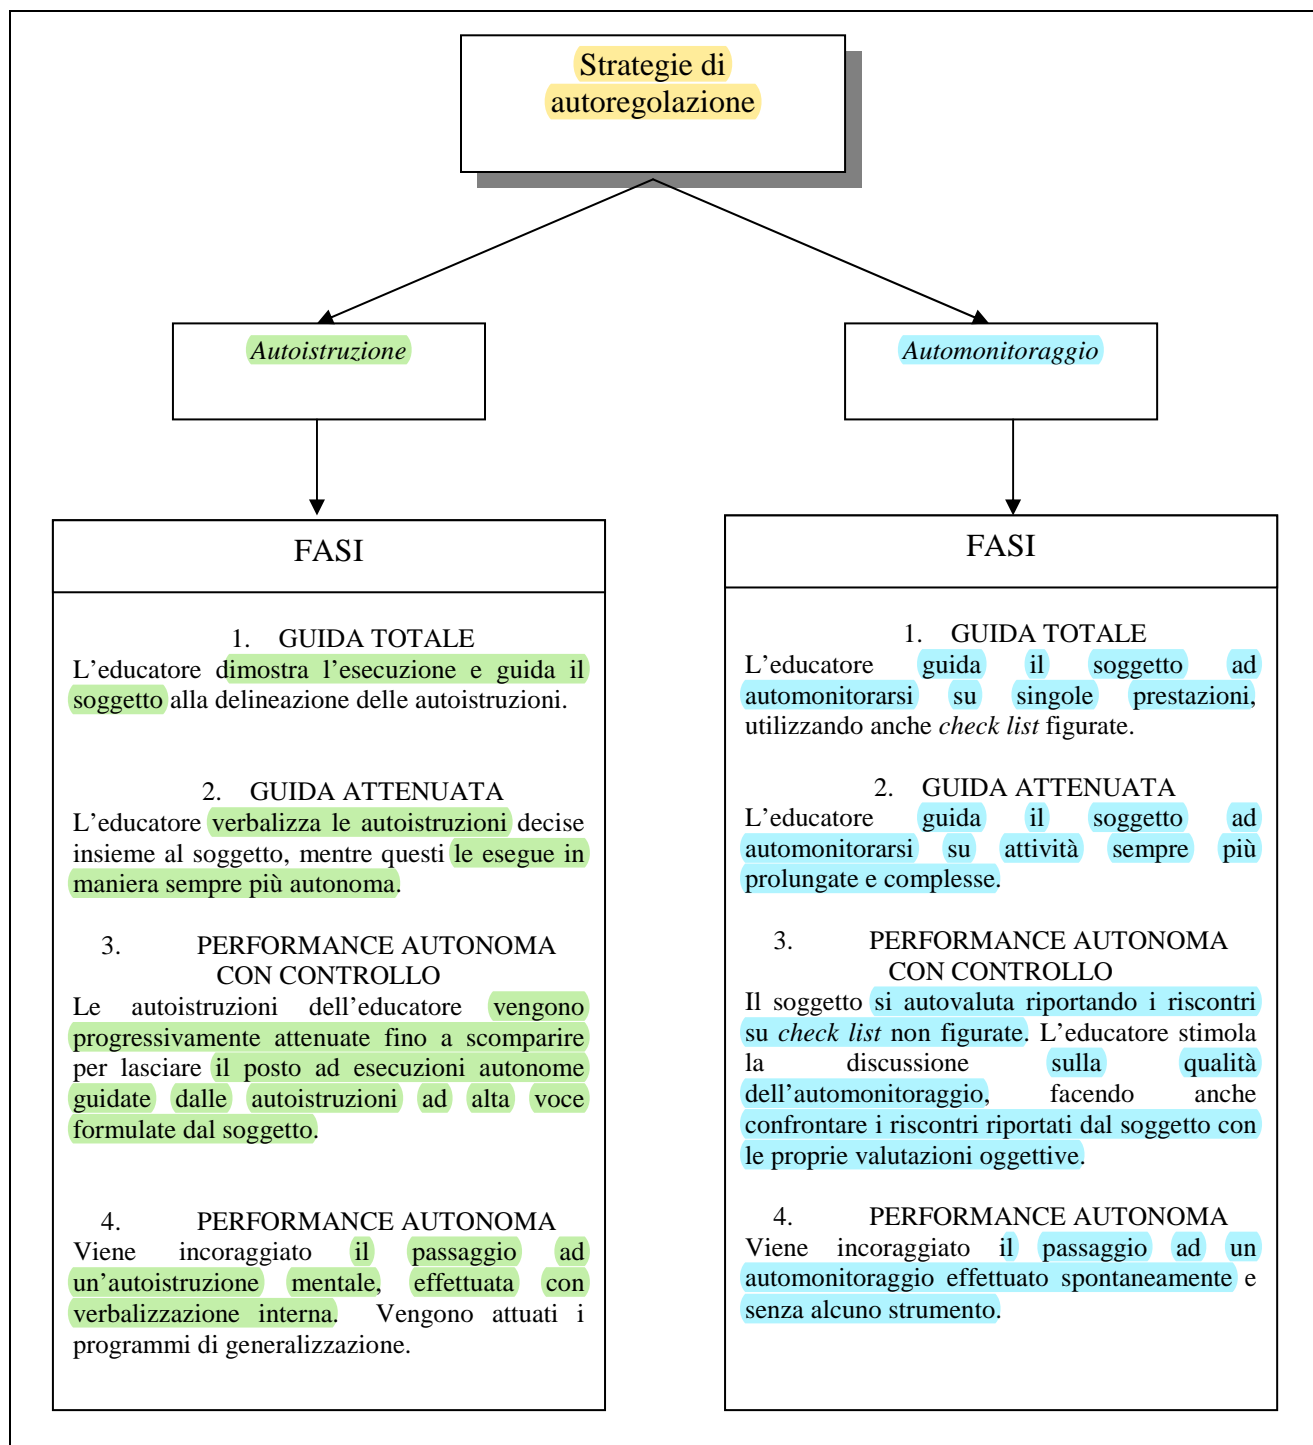 Strategie di
autoregolazione
Autoistruzione
Automonitoraggio
FASI
1. GUIDA TOTALE
L’educatore dimostra l’esecuzione e guida il
soggetto alla delineazione delle autoistruzioni.
2. GUIDA ATTENUATA
L’educatore verbalizza le autoistruzioni decise
insieme al soggetto, mentre questi le esegue in
maniera sempre più autonoma.
3. PERFORMANCE AUTONOMA
CON CONTROLLO
Le autoistruzioni dell’educatore vengono
progressivamente attenuate fino a scomparire
per lasciare il posto ad esecuzioni autonome
guidate dalle autoistruzioni ad alta voce
formulate dal soggetto.
4. PERFORMANCE AUTONOMA
Viene incoraggiato il passaggio ad
un’autoistruzione mentale, effettuata con
verbalizzazione interna. Vengono attuati i
programmi di generalizzazione.
FASI
1. GUIDA TOTALE
L’educatore guida il soggetto ad
automonitorarsi su singole prestazioni,
utilizzando anche check list figurate.
2. GUIDA ATTENUATA
L’educatore guida il soggetto ad
automonitorarsi su attività sempre più
prolungate e complesse.
3. PERFORMANCE AUTONOMA
CON CONTROLLO
Il soggetto si autovaluta riportando i riscontri
su check list non figurate. L’educatore stimola
la discussione sulla qualità
dell’automonitoraggio, facendo anche
confrontare i riscontri riportati dal soggetto con
le proprie valutazioni oggettive.
4. PERFORMANCE AUTONOMA
Viene incoraggiato il passaggio ad un
automonitoraggio effettuato spontaneamente e
senza alcuno strumento.